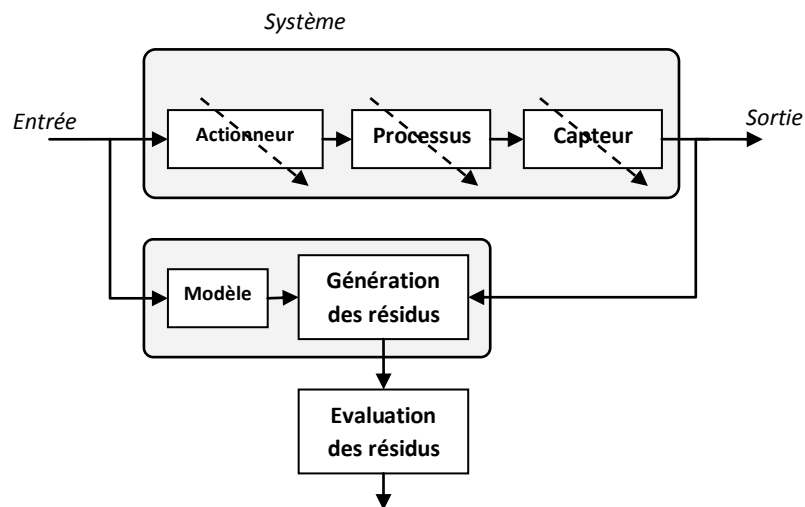 Système
Entrée
Actionneur
Processus
Capteur
Sortie
Modèle
Génération
des résidus
Evaluation
des résidus